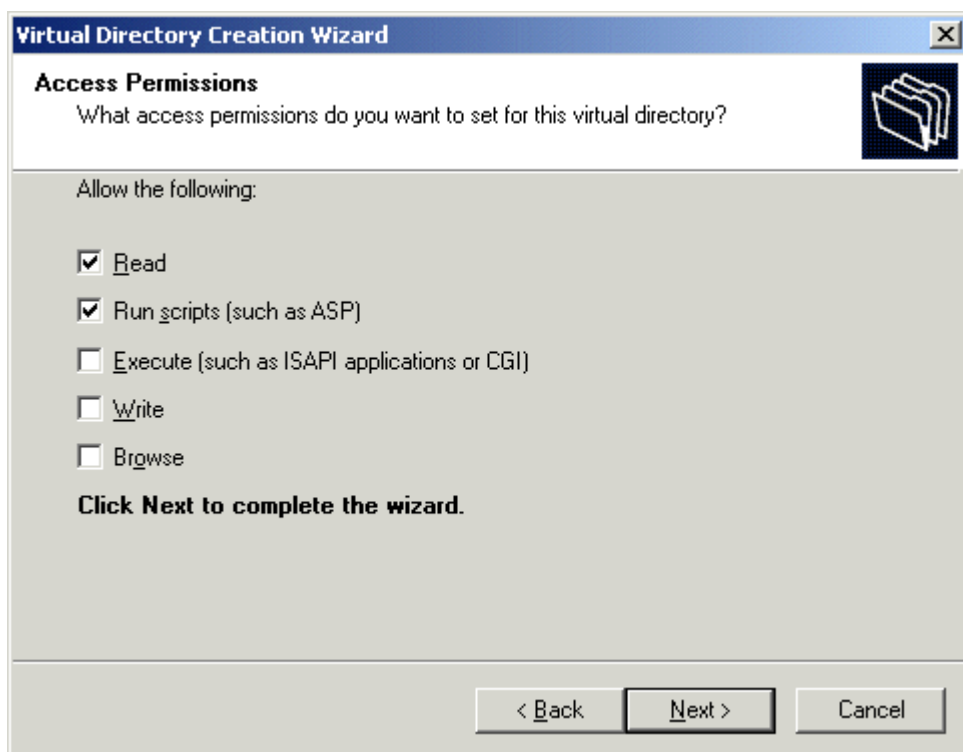 Virtual Directory Creation Wizard
Access Permissions
What access permissions do you want to set for this virtual directory?
Allow the following:
Read
Run scripts (such as ASP)
Execute (such as ISAPI applications or CGI)
Write
Browse
Click Next to complete the wizard.
< Back
Next >
Cancel